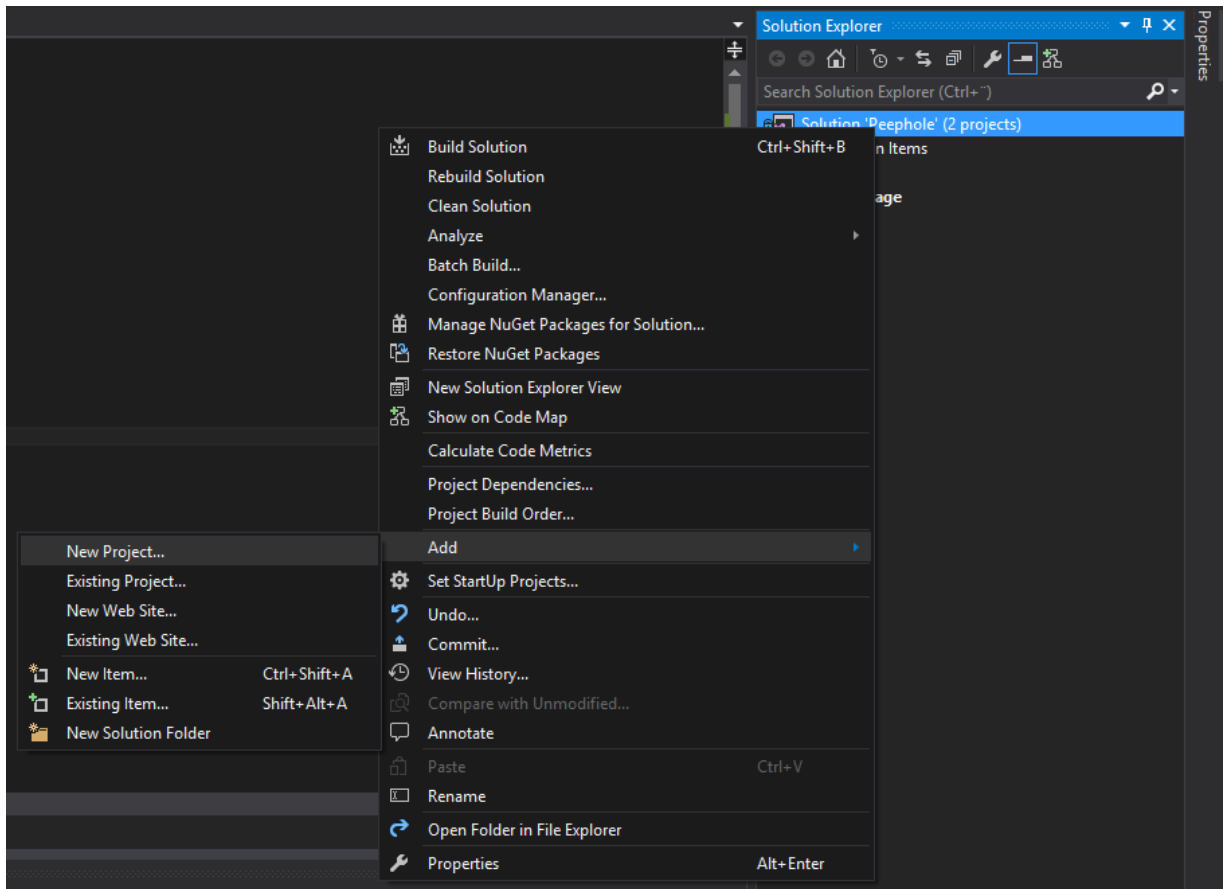 Solution Explorer
Properties
Search Solution Explorer (Ctrl+¨)
Solution 'Peephole' (2 projects)
n Items
age
Build Solution Ctrl+Shift+B
Rebuild Solution
Clean Solution
Analyze
Batch Build...
Configuration Manager...
Manage NuGet Packages for Solution...
Restore NuGet Packages
New Solution Explorer View
Show on Code Map
Calculate Code Metrics
Project Dependencies...
Project Build Order...
Add
Set StartUp Projects...
Undo...
Commit...
View History...
Compare with Unmodified...
Annotate
Paste Ctrl+V
Rename
Open Folder in File Explorer
Properties Alt+Enter
New Project...
Existing Project...
New Web Site...
Existing Web Site...
New Item... Ctrl+Shift+A
Existing Item... Shift+Alt+A
New Solution Folder